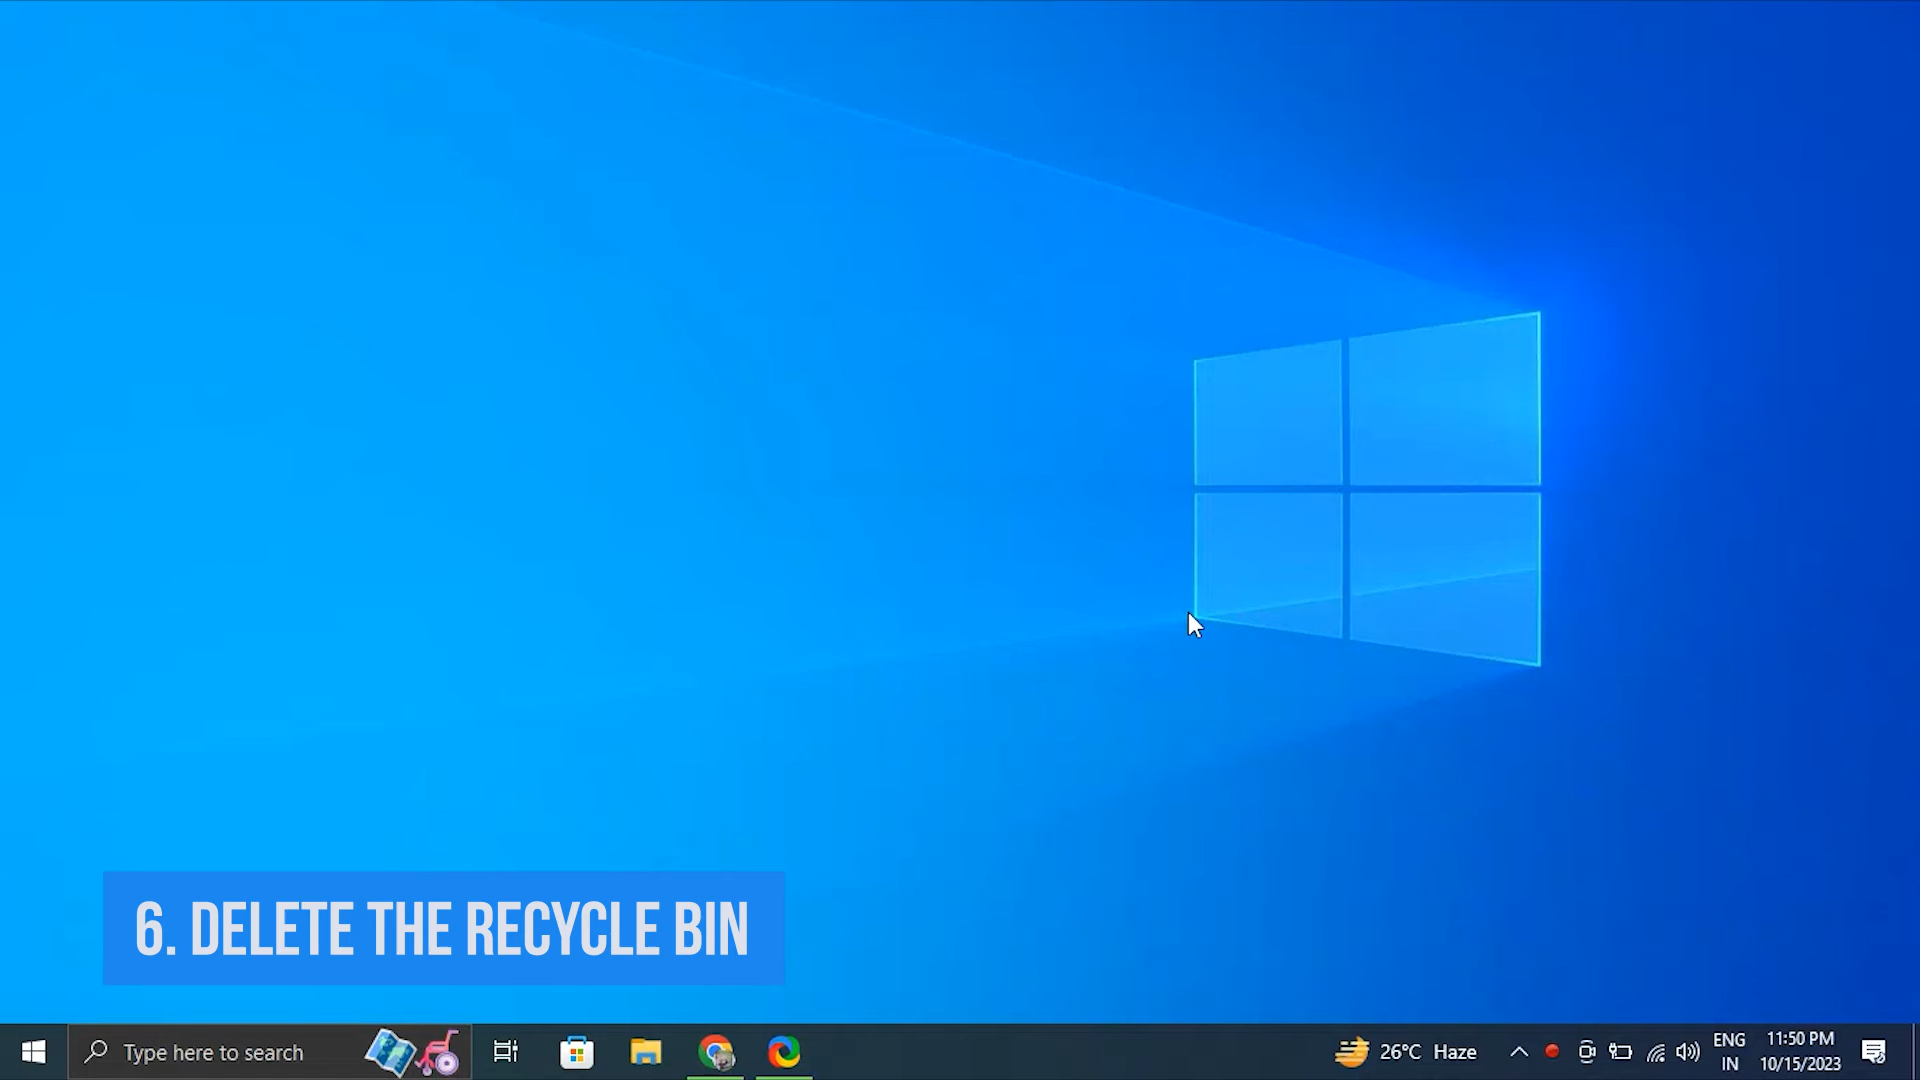 6. DELETE THE RECYCLE BIN
Type here to search
26°C Haze
ENG
IN
11:50 PM
10/15/2023